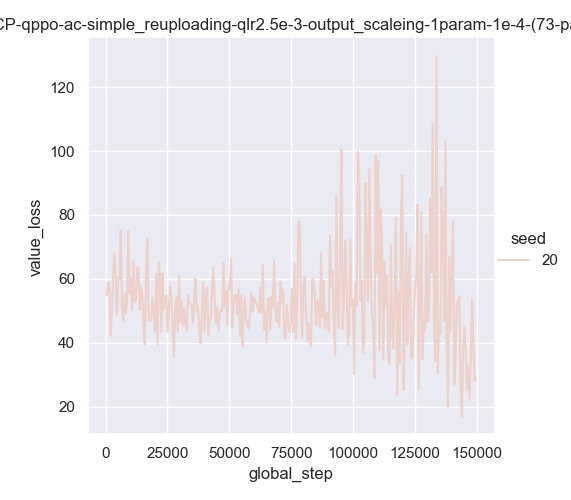 CP-qppo-ac-simple_reuploading-qlr2.5e-3-output_scaleing-1param-1e-4-(73-pa
120
100
80
60
40
20
value_loss
0 25000 50000 75000 100000 125000 150000
global_step
seed
20